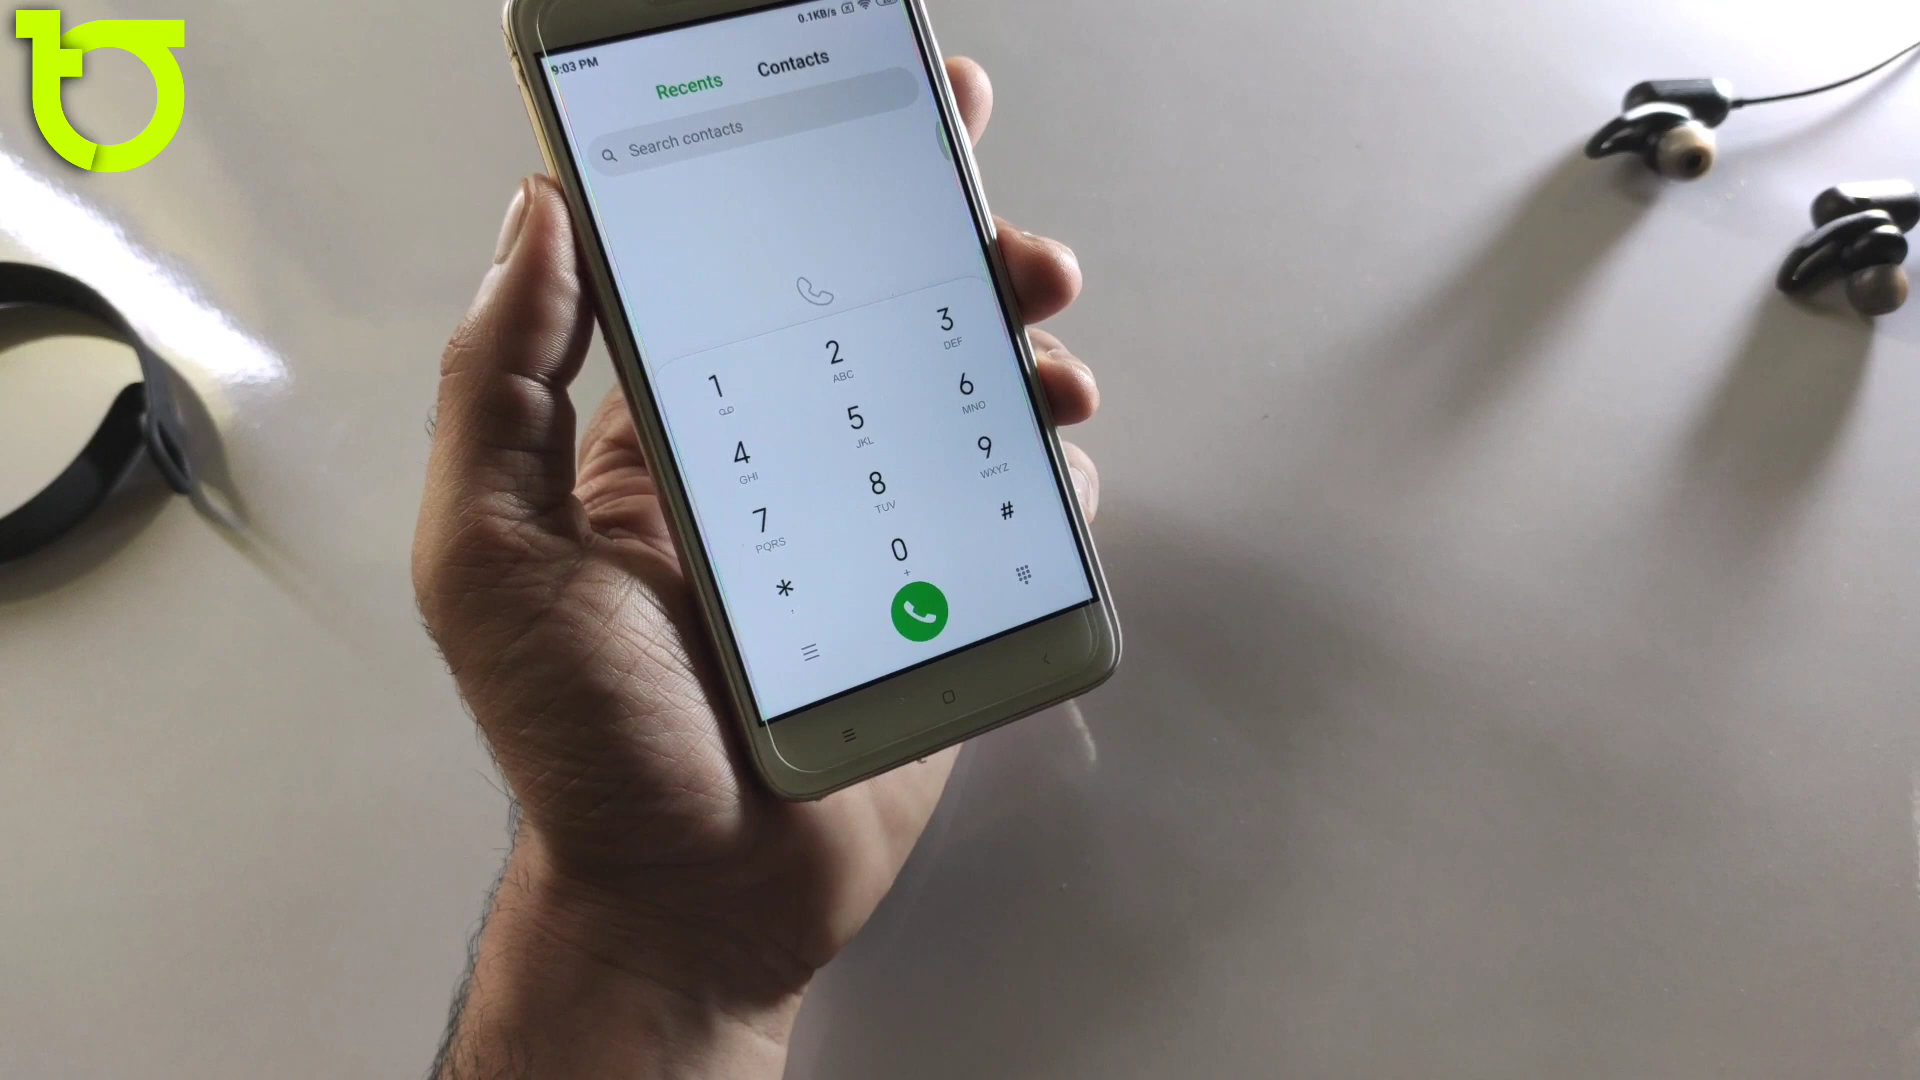 0.1KB/s
9:03 PM
Recents Contacts
Search contacts
1 2 3
ABC DEF
4 5 6
GHI JKL MNO
7 8 9
PQRS TUV WXYZ
* 0 #
, +